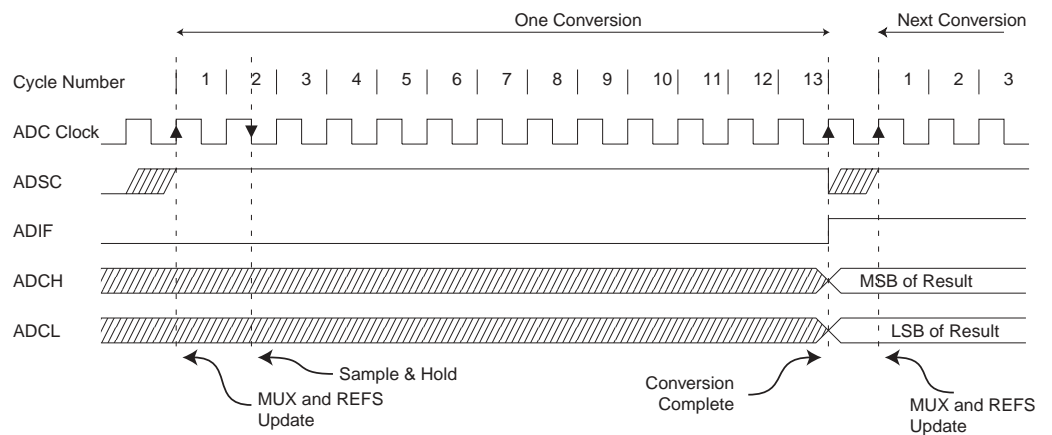 One Conversion
Next Conversion
Cycle Number
1 2 3 4 5 6 7 8 9 10 11 12 13 1 2 3
ADC Clock
ADSC
ADIF
ADCH
MSB of Result
ADCL
LSB of Result
Sample & Hold
MUX and REFS
Update
Conversion
Complete
MUX and REFS
Update